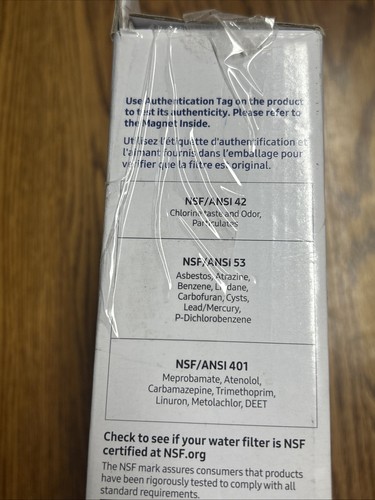 Use Authentication Tag on the product
to test its authenticity. Please refer to
the Magnet Inside.
Utilisez l'étiquette d'authentification et
l'aimant fournis dans l'emballage pour
vérifier que la filtre est original.
NSF/ANSI 42
Chlorine taste and Odor,
Particulates
NSF/ANSI 53
Asbestos, Atrazine,
Benzene, Lindane,
Carbofuran, Cysts,
Lead/Mercury,
P-Dichlorobenzene
NSF/ANSI 401
Meprobamate, Atenolol,
Carbamazepine, Trimethoprim,
Linuron, Metolachlor, DEET
Check to see if your water filter is NSF
certified at NSF.org
The NSF mark assures consumers that products
have been rigorously tested to comply with all
standard requirements.